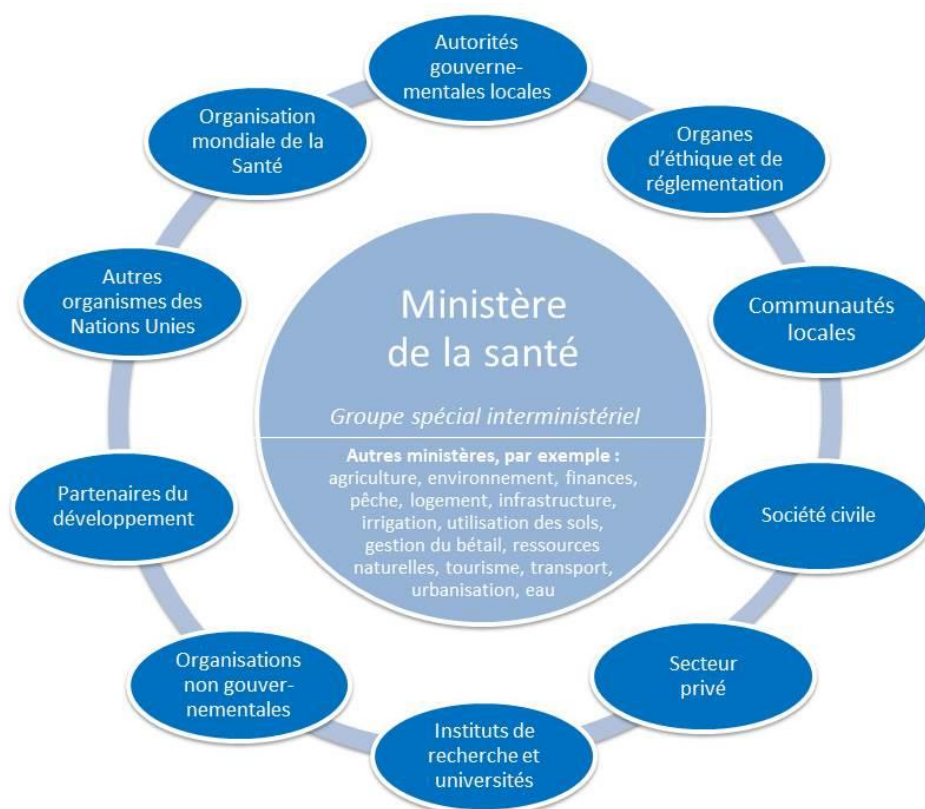 Autorités
gouverne-
mentales locales
Organes
d'éthique et de
réglementation
Communautés
locales
Société civile
Secteur
privé
Instituts de
recherche et
universités
Organisations
non gouver-
nementales
Partenaires du
développement
Autres
organismes des
Nations Unies
Organisation
mondiale de la
Santé
Ministère
de la santé
Groupe spécial interministériel
Autres ministères, par exemple :
agriculture, environnement, finances,
pêche, logement, infrastructure,
irrigation, utilisation des sols,
gestion du bétail, ressources
naturelles, tourisme, transport,
urbanisation, eau